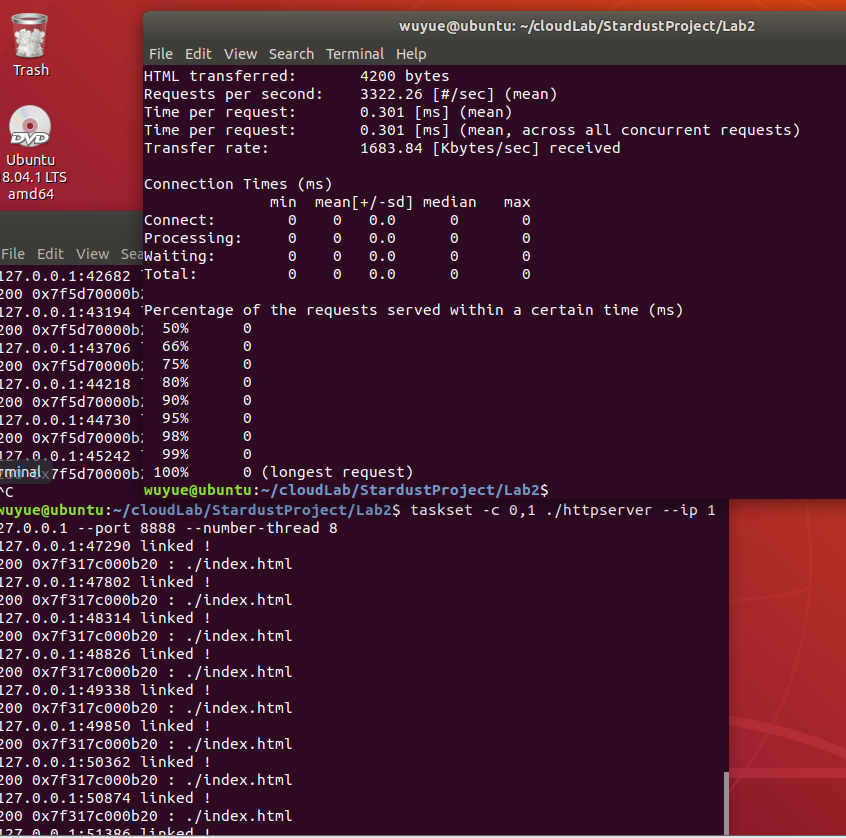 Trash
Ubuntu
8.04.1 LTS
amd64
wuyue@ubuntu: ~/cloudLab/StardustProject/Lab2
File Edit View Search Terminal Help
HTML transferred:       4200 bytes
Requests per second:    3322.26 [#/sec] (mean)
Time per request:       0.301 [ms] (mean)
Time per request:       0.301 [ms] (mean, across all concurrent requests)
Transfer rate:          1683.84 [Kbytes/sec] received
Connection Times (ms)
              min  mean[+/-sd] median   max
Connect:        0    0   0.0      0       0
Processing:     0    0   0.0      0       0
Waiting:        0    0   0.0      0       0
Total:          0    0   0.0      0       0
Percentage of the requests served within a certain time (ms)
  50%      0
  66%      0
  75%      0
  80%      0
  90%      0
  95%      0
  98%      0
  99%      0
 100%      0 (longest request)
wuyue@ubuntu:~/cloudLab/StardustProject/Lab2$
File Edit View Sea
127.0.0.1:42682
200 0x7f5d70000b2
127.0.0.1:43194
200 0x7f5d70000b2
127.0.0.1:43706
200 0x7f5d70000b2
127.0.0.1:44218
200 0x7f5d70000b2
127.0.0.1:44730
200 0x7f5d70000b2
127.0.0.1:45242
rminal
x7f5d70000b2
^C
wuyue@ubuntu:~/cloudLab/StardustProject/Lab2$ taskset -c 0,1 ./httpserver --ip 1
27.0.0.1 --port 8888 --number-thread 8
127.0.0.1:47290 linked !
200 0x7f317c000b20 : ./index.html
127.0.0.1:47802 linked !
200 0x7f317c000b20 : ./index.html
127.0.0.1:48314 linked !
200 0x7f317c000b20 : ./index.html
127.0.0.1:48826 linked !
200 0x7f317c000b20 : ./index.html
127.0.0.1:49338 linked !
200 0x7f317c000b20 : ./index.html
127.0.0.1:49850 linked !
200 0x7f317c000b20 : ./index.html
127.0.0.1:50362 linked !
200 0x7f317c000b20 : ./index.html
127.0.0.1:50874 linked !
200 0x7f317c000b20 : ./index.html
127.0.0.1:51386 linked !